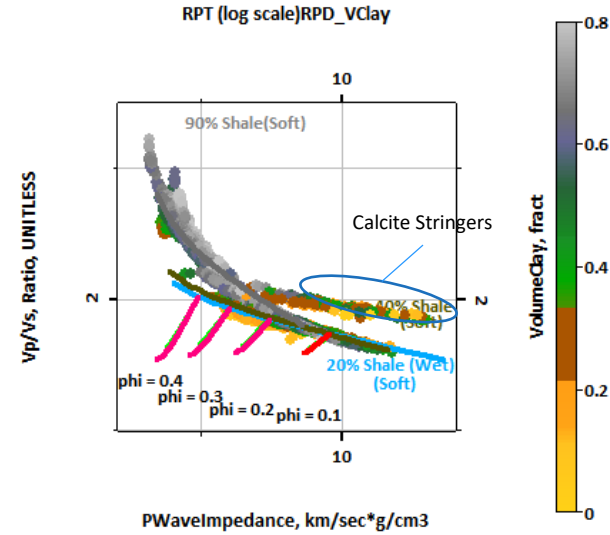 RPT (log scale)RPD_VClay
10
90% Shale(Soft)
Calcite Stringers
2
2
40% Shale
(Soft)
20% Shale (Wet)
(Soft)
phi = 0.4
phi = 0.3
phi = 0.2
phi = 0.1
10
Vp/Vs, Ratio, UNITLESS
PWaveImpedance, km/sec*g/cm3
VolumeClay, fract
0.8
0.6
0.4
0.2
0